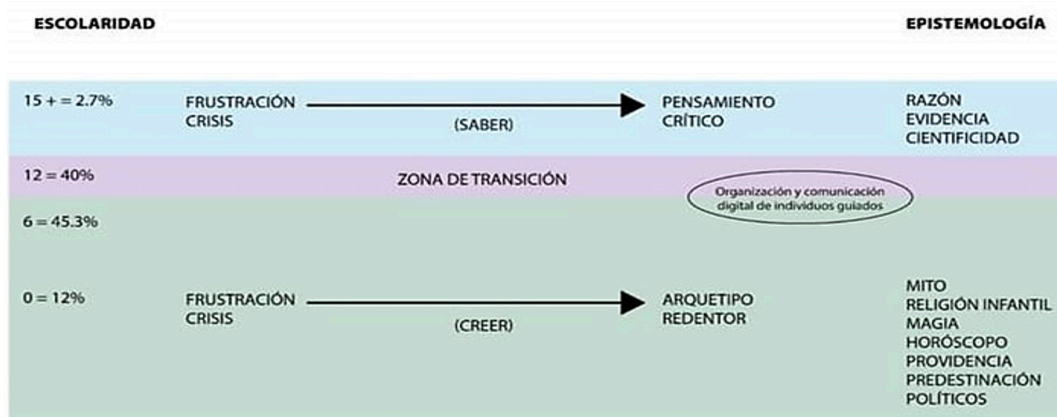 ESCOLARIDAD
EPISTEMOLOGÍA
15 + = 2.7%
FRUSTRACIÓN
CRISIS
(SABER)
PENSAMIENTO
CRÍTICO
RAZÓN
EVIDENCIA
CIENTIFICIDAD
12 = 40%
ZONA DE TRANSICIÓN
Organización y comunicación
digital de individuos guiados
6 = 45.3%
0 = 12%
FRUSTRACIÓN
CRISIS
(CREER)
ARQUETIPO
REDENTOR
MITO
RELIGIÓN INFANTIL
MAGIA
HORÓSCOPO
PROVIDENCIA
PREDESTINACIÓN
POLÍTICOS